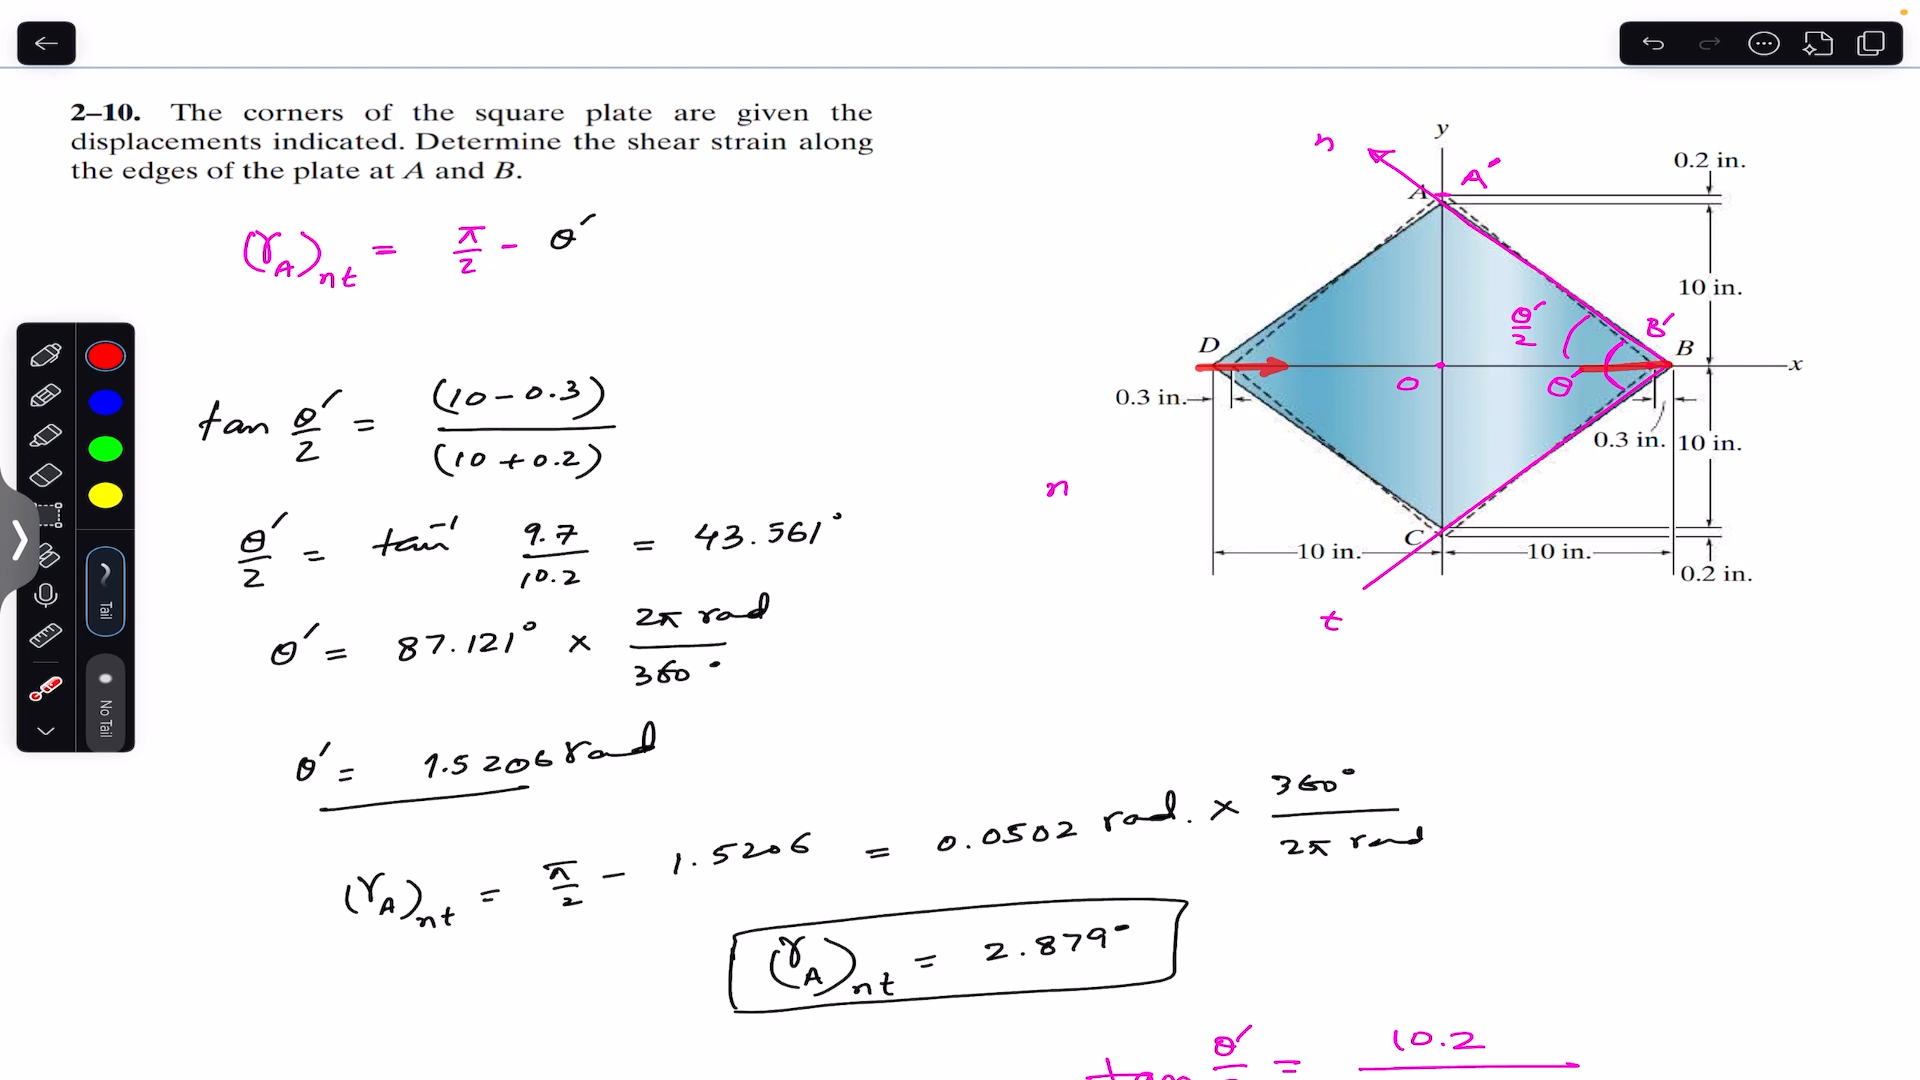 2–10. The corners of the square plate are given the
displacements indicated. Determine the shear strain along
the edges of the plate at A and B.
(γA)nt = π/2 - θ'
tan θ'/2 = (10-0.3)/(10+0.2)
θ'/2 = tan⁻¹ 9.7/10.2 = 43.561°
θ' = 87.121° × 2π rad/360°
θ' = 1.5206 rad
(γA)nt = π/2 - 1.5206 = 0.0502 rad. × 360°/2π rad
(γA)nt = 2.879°
tan θ' = 10.2
y
n
A
A'
0.2 in.
10 in.
θ'/2
B'
D
B
x
O
θ'
0.3 in.
0.3 in.
10 in.
n
C
10 in.
10 in.
0.2 in.
t
Tail
No Tail